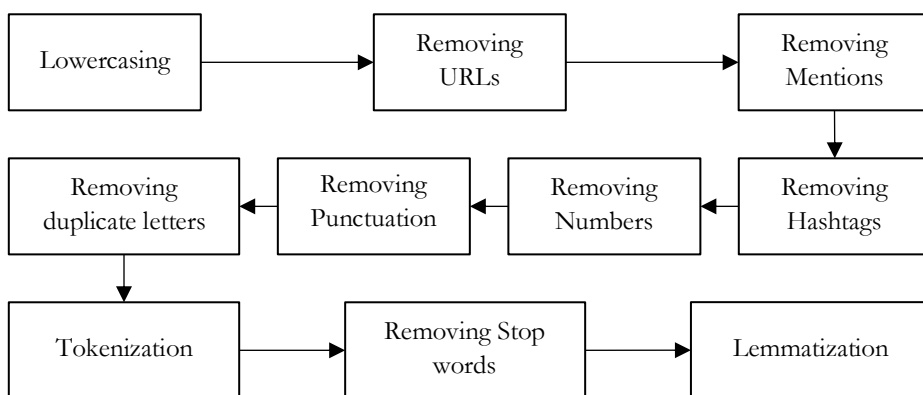 Lowercasing
Removing
URLs
Removing
Mentions
Removing
Hashtags
Removing
Numbers
Removing
Punctuation
Removing
duplicate letters
Tokenization
Removing Stop
words
Lemmatization